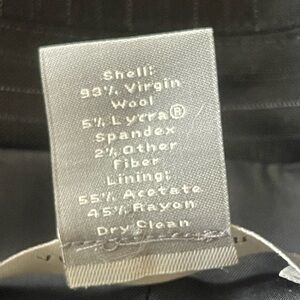 Shell:
93% Virgin
Wool
5% Lycra®
Spandex
2% Other
Fiber
Lining:
55% Acetate
45% Rayon
Dry Clean